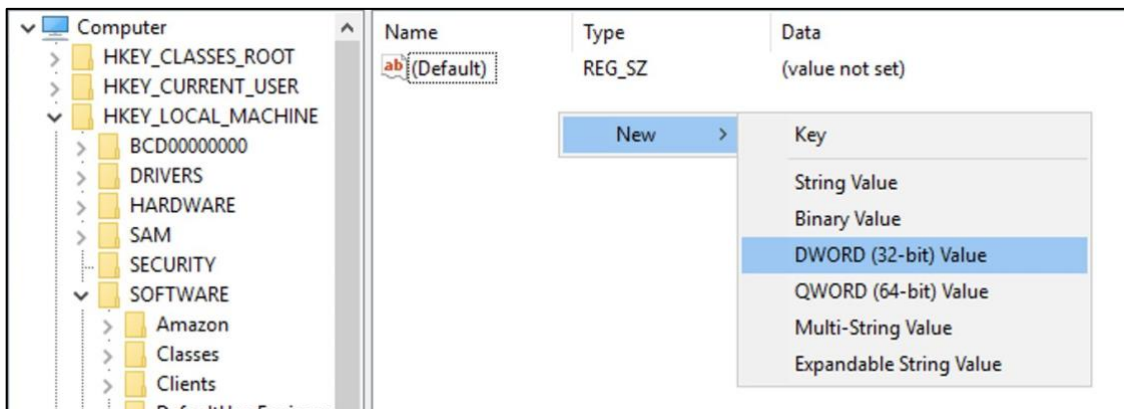 Computer
HKEY_CLASSES_ROOT
HKEY_CURRENT_USER
HKEY_LOCAL_MACHINE
BCD00000000
DRIVERS
HARDWARE
SAM
SECURITY
SOFTWARE
Amazon
Classes
Clients
Name Type Data
ab (Default) REG_SZ (value not set)
New
Key
String Value
Binary Value
DWORD (32-bit) Value
QWORD (64-bit) Value
Multi-String Value
Expandable String Value